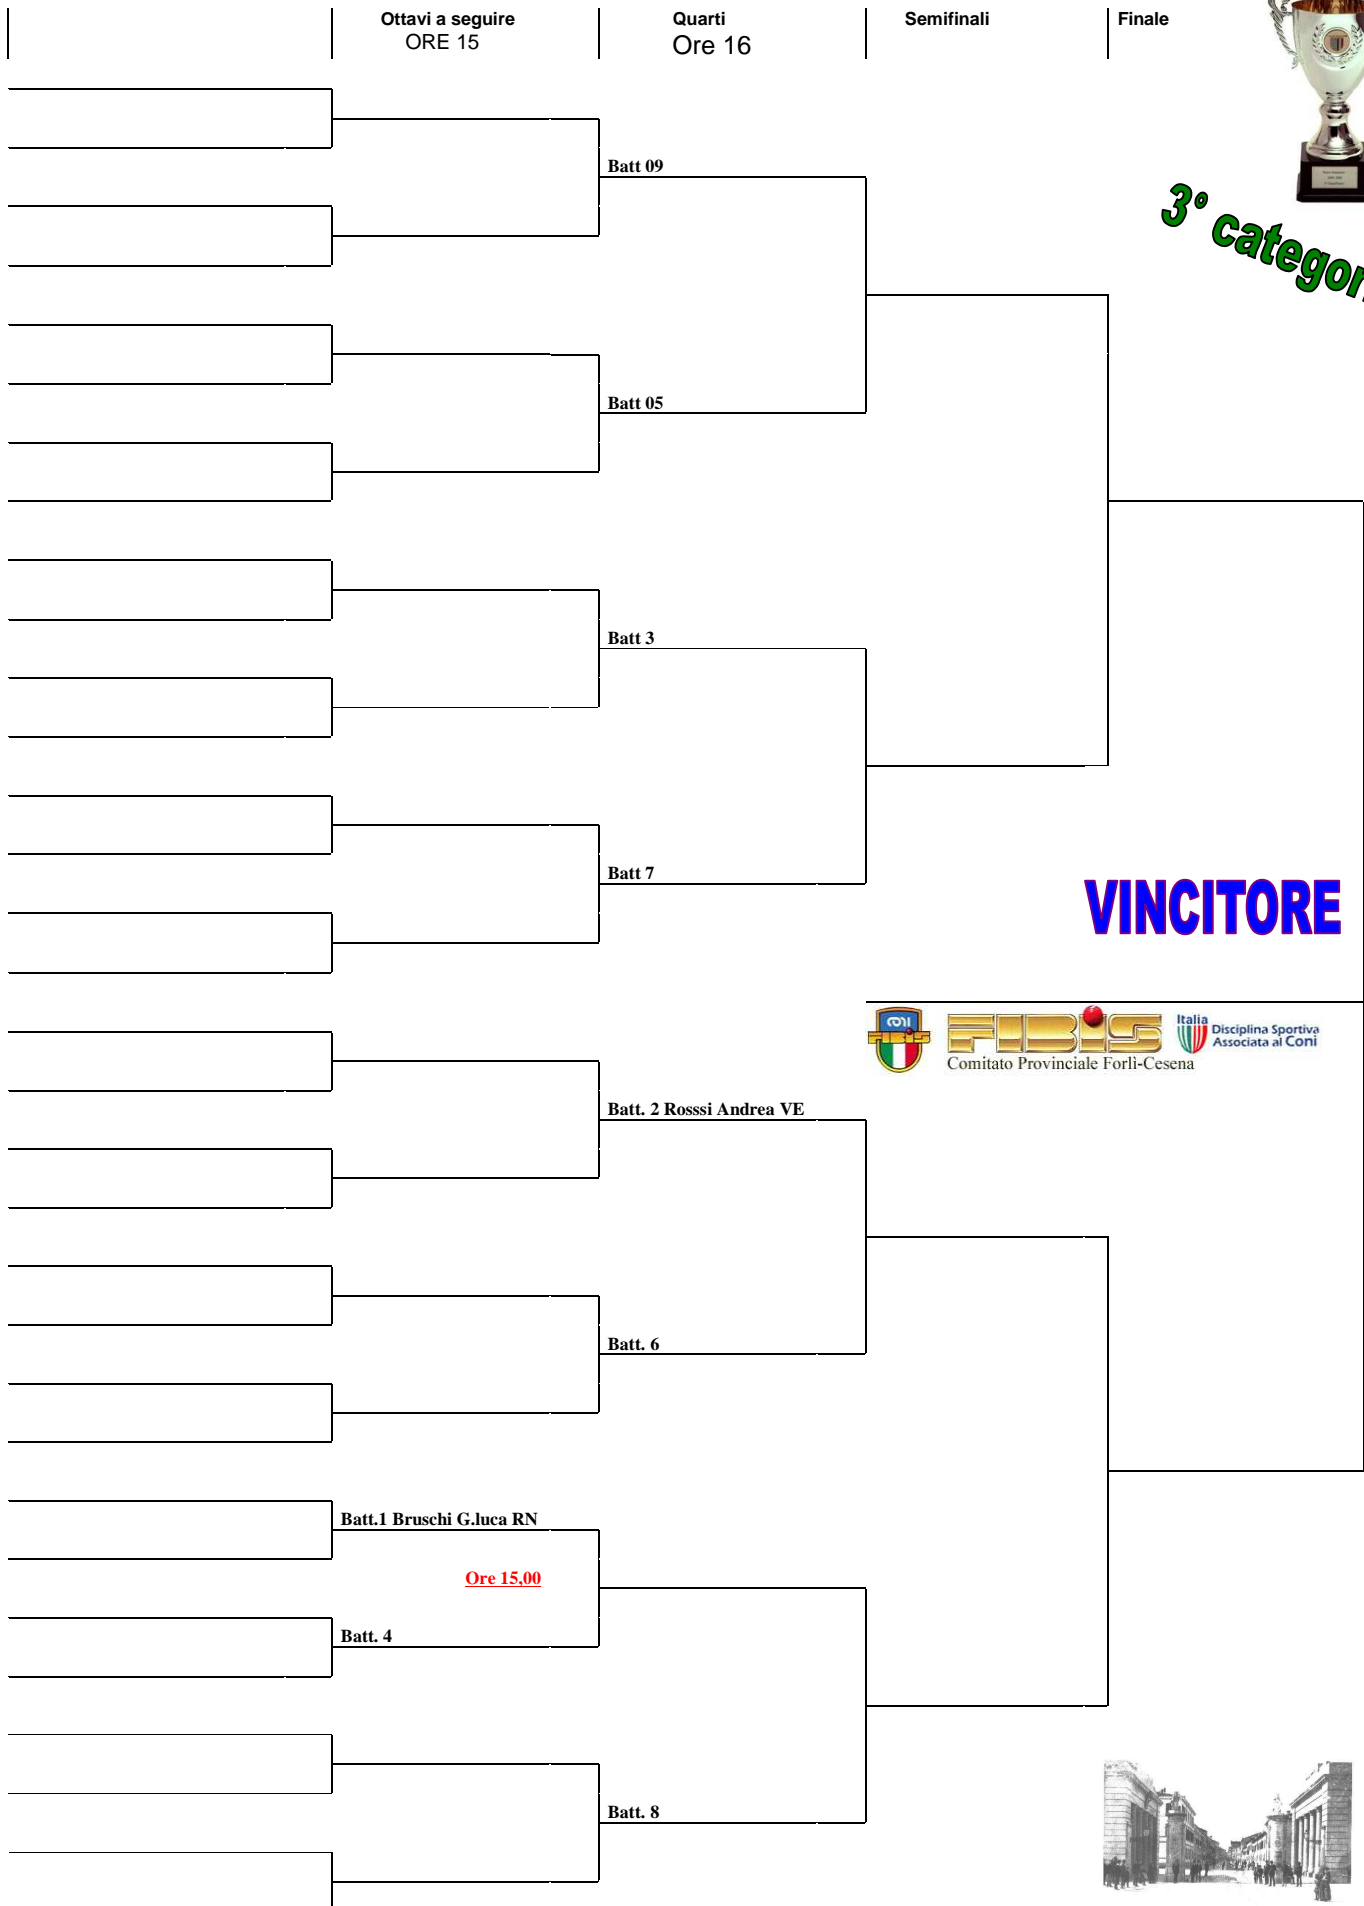 Ottavi a seguire
ORE 15
Quarti
Ore 16
Semifinali
Finale
3° categor
Batt 09
Batt 05
Batt 3
Batt 7
VINCITORE
FIBIS
FIBIS
Comitato Provinciale Forlì-Cesena
Italia
Disciplina Sportiva
Associata al Coni
Batt. 2 Rosssi Andrea VE
Batt. 6
Batt.1 Bruschi G.luca RN
Ore 15,00
Batt. 4
Batt. 8